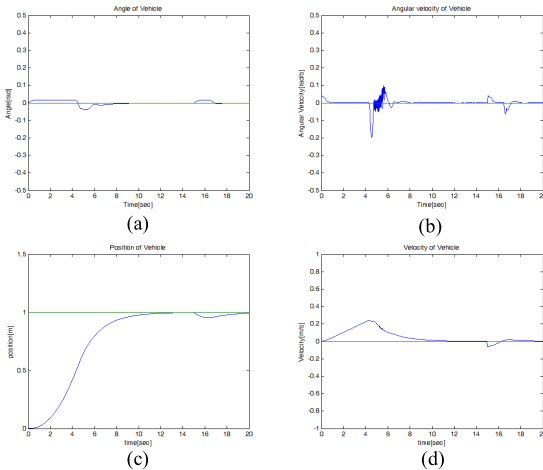 Angle of Vehicle
0.5
0.4
0.3
0.2
0.1
0
-0.1
-0.2
-0.3
-0.4
-0.5
Angle[rad]
0 2 4 6 8 10 12 14 16 18 20
Time[sec]
(a)
Angular velocity of Vehicle
0.5
0.4
0.3
0.2
0.1
0
-0.1
-0.2
-0.3
-0.4
-0.5
Angular Velocity[rad/s]
0 2 4 6 8 10 12 14 16 18 20
Time[sec]
(b)
Position of Vehicle
1.5
1
0.5
0
position[m]
0 2 4 6 8 10 12 14 16 18 20
time[sec]
(c)
Velocity of Vehicle
1
0.8
0.6
0.4
0.2
0
-0.2
-0.4
-0.6
-0.8
-1
Velocity[m/s]
0 2 4 6 8 10 12 14 16 18 20
time[sec]
(d)